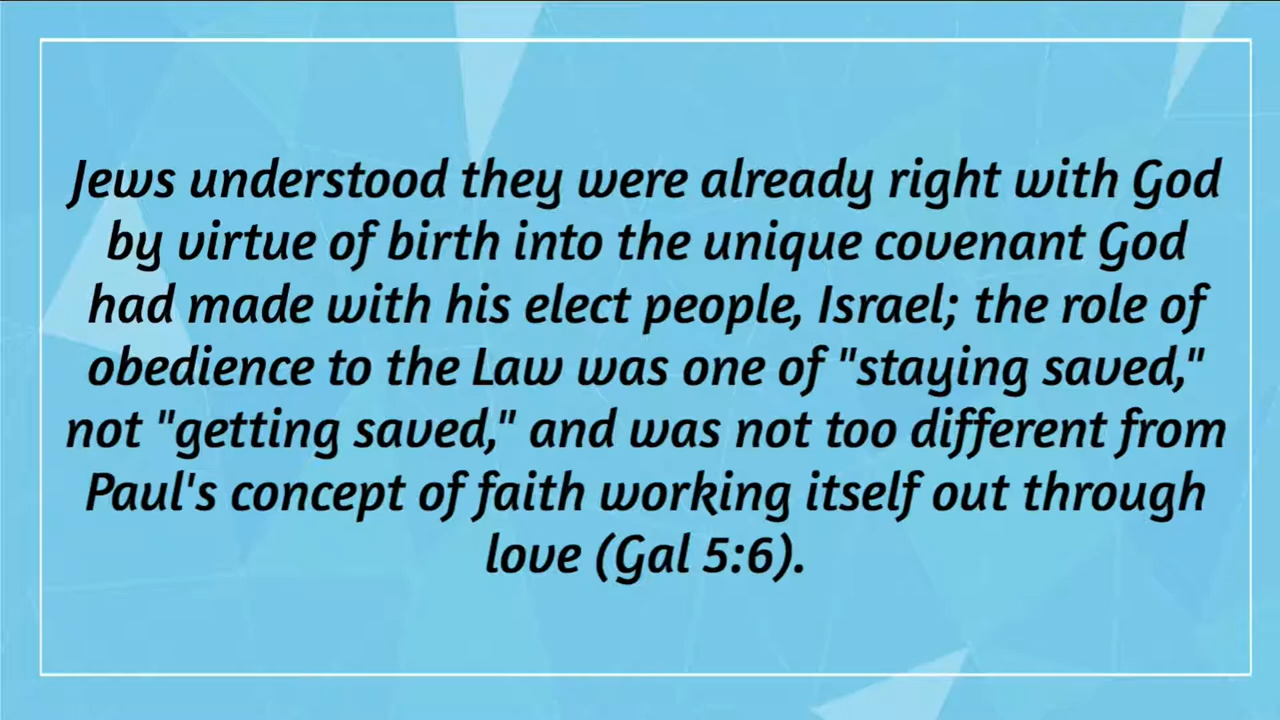 Jews understood they were already right with God
by virtue of birth into the unique covenant God
had made with his elect people, Israel; the role of
obedience to the Law was one of "staying saved,"
not "getting saved," and was not too different from
Paul's concept of faith working itself out through
love (Gal 5:6).